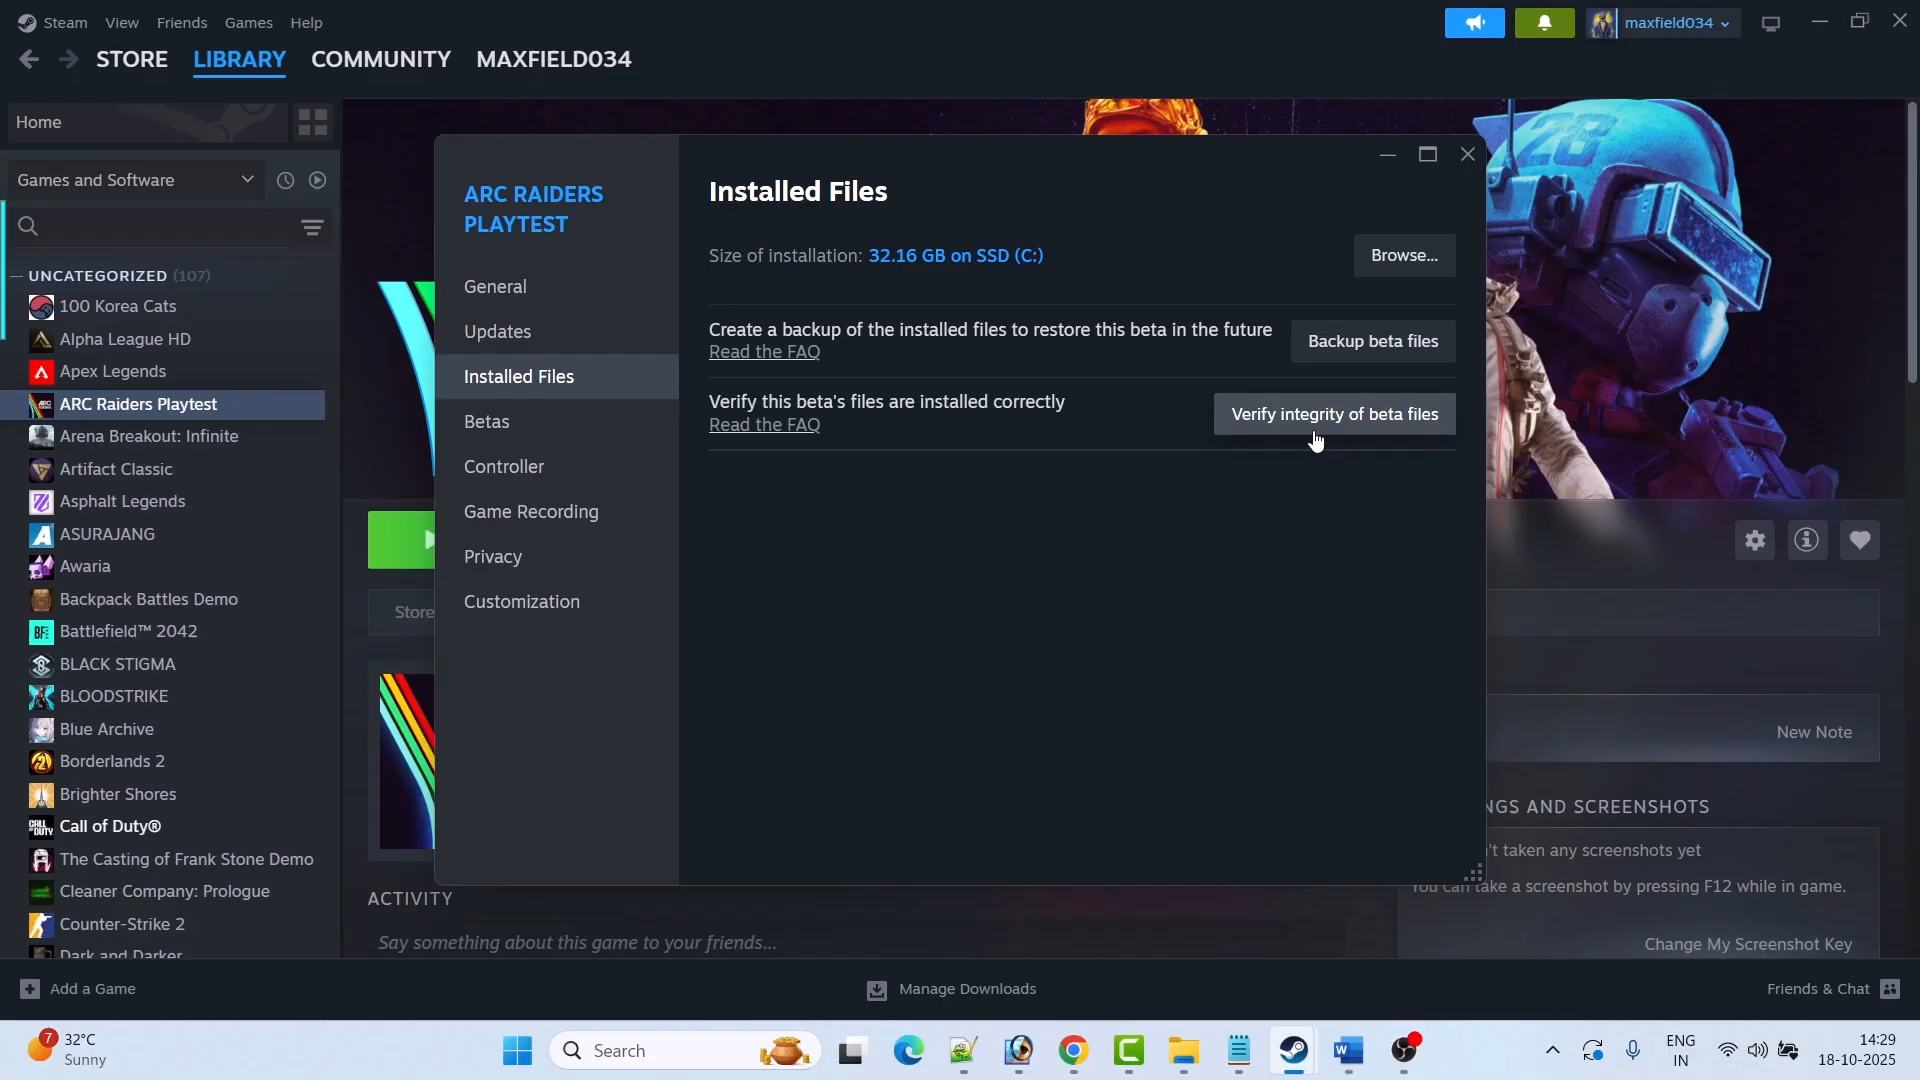 Steam View Friends Games Help
maxfield034
STORE LIBRARY COMMUNITY MAXFIELD034
Home
Games and Software
UNCATEGORIZED (107)
100 Korea Cats
Alpha League HD
Apex Legends
ARC Raiders Playtest
Arena Breakout: Infinite
Artifact Classic
Asphalt Legends
ASURAJANG
Awaria
Backpack Battles Demo
Battlefield™ 2042
BLACK STIGMA
BLOODSTRIKE
Blue Archive
Borderlands 2
Brighter Shores
Call of Duty®
The Casting of Frank Stone Demo
Cleaner Company: Prologue
Counter-Strike 2
Dark and Darker
ARC RAIDERS
PLAYTEST
General
Updates
Installed Files
Betas
Controller
Game Recording
Privacy
Customization
Installed Files
Size of installation: 32.16 GB on SSD (C:)
Browse...
Create a backup of the installed files to restore this beta in the future
Read the FAQ
Backup beta files
Verify this beta's files are installed correctly
Read the FAQ
Verify integrity of beta files
28
Store
New Note
NGS AND SCREENSHOTS
't taken any screenshots yet
You can take a screenshot by pressing F12 while in game.
Change My Screenshot Key
ACTIVITY
Say something about this game to your friends...
Add a Game
Manage Downloads
Friends & Chat
7
32°C
Sunny
Search
ENG
IN
14:29
18-10-2025